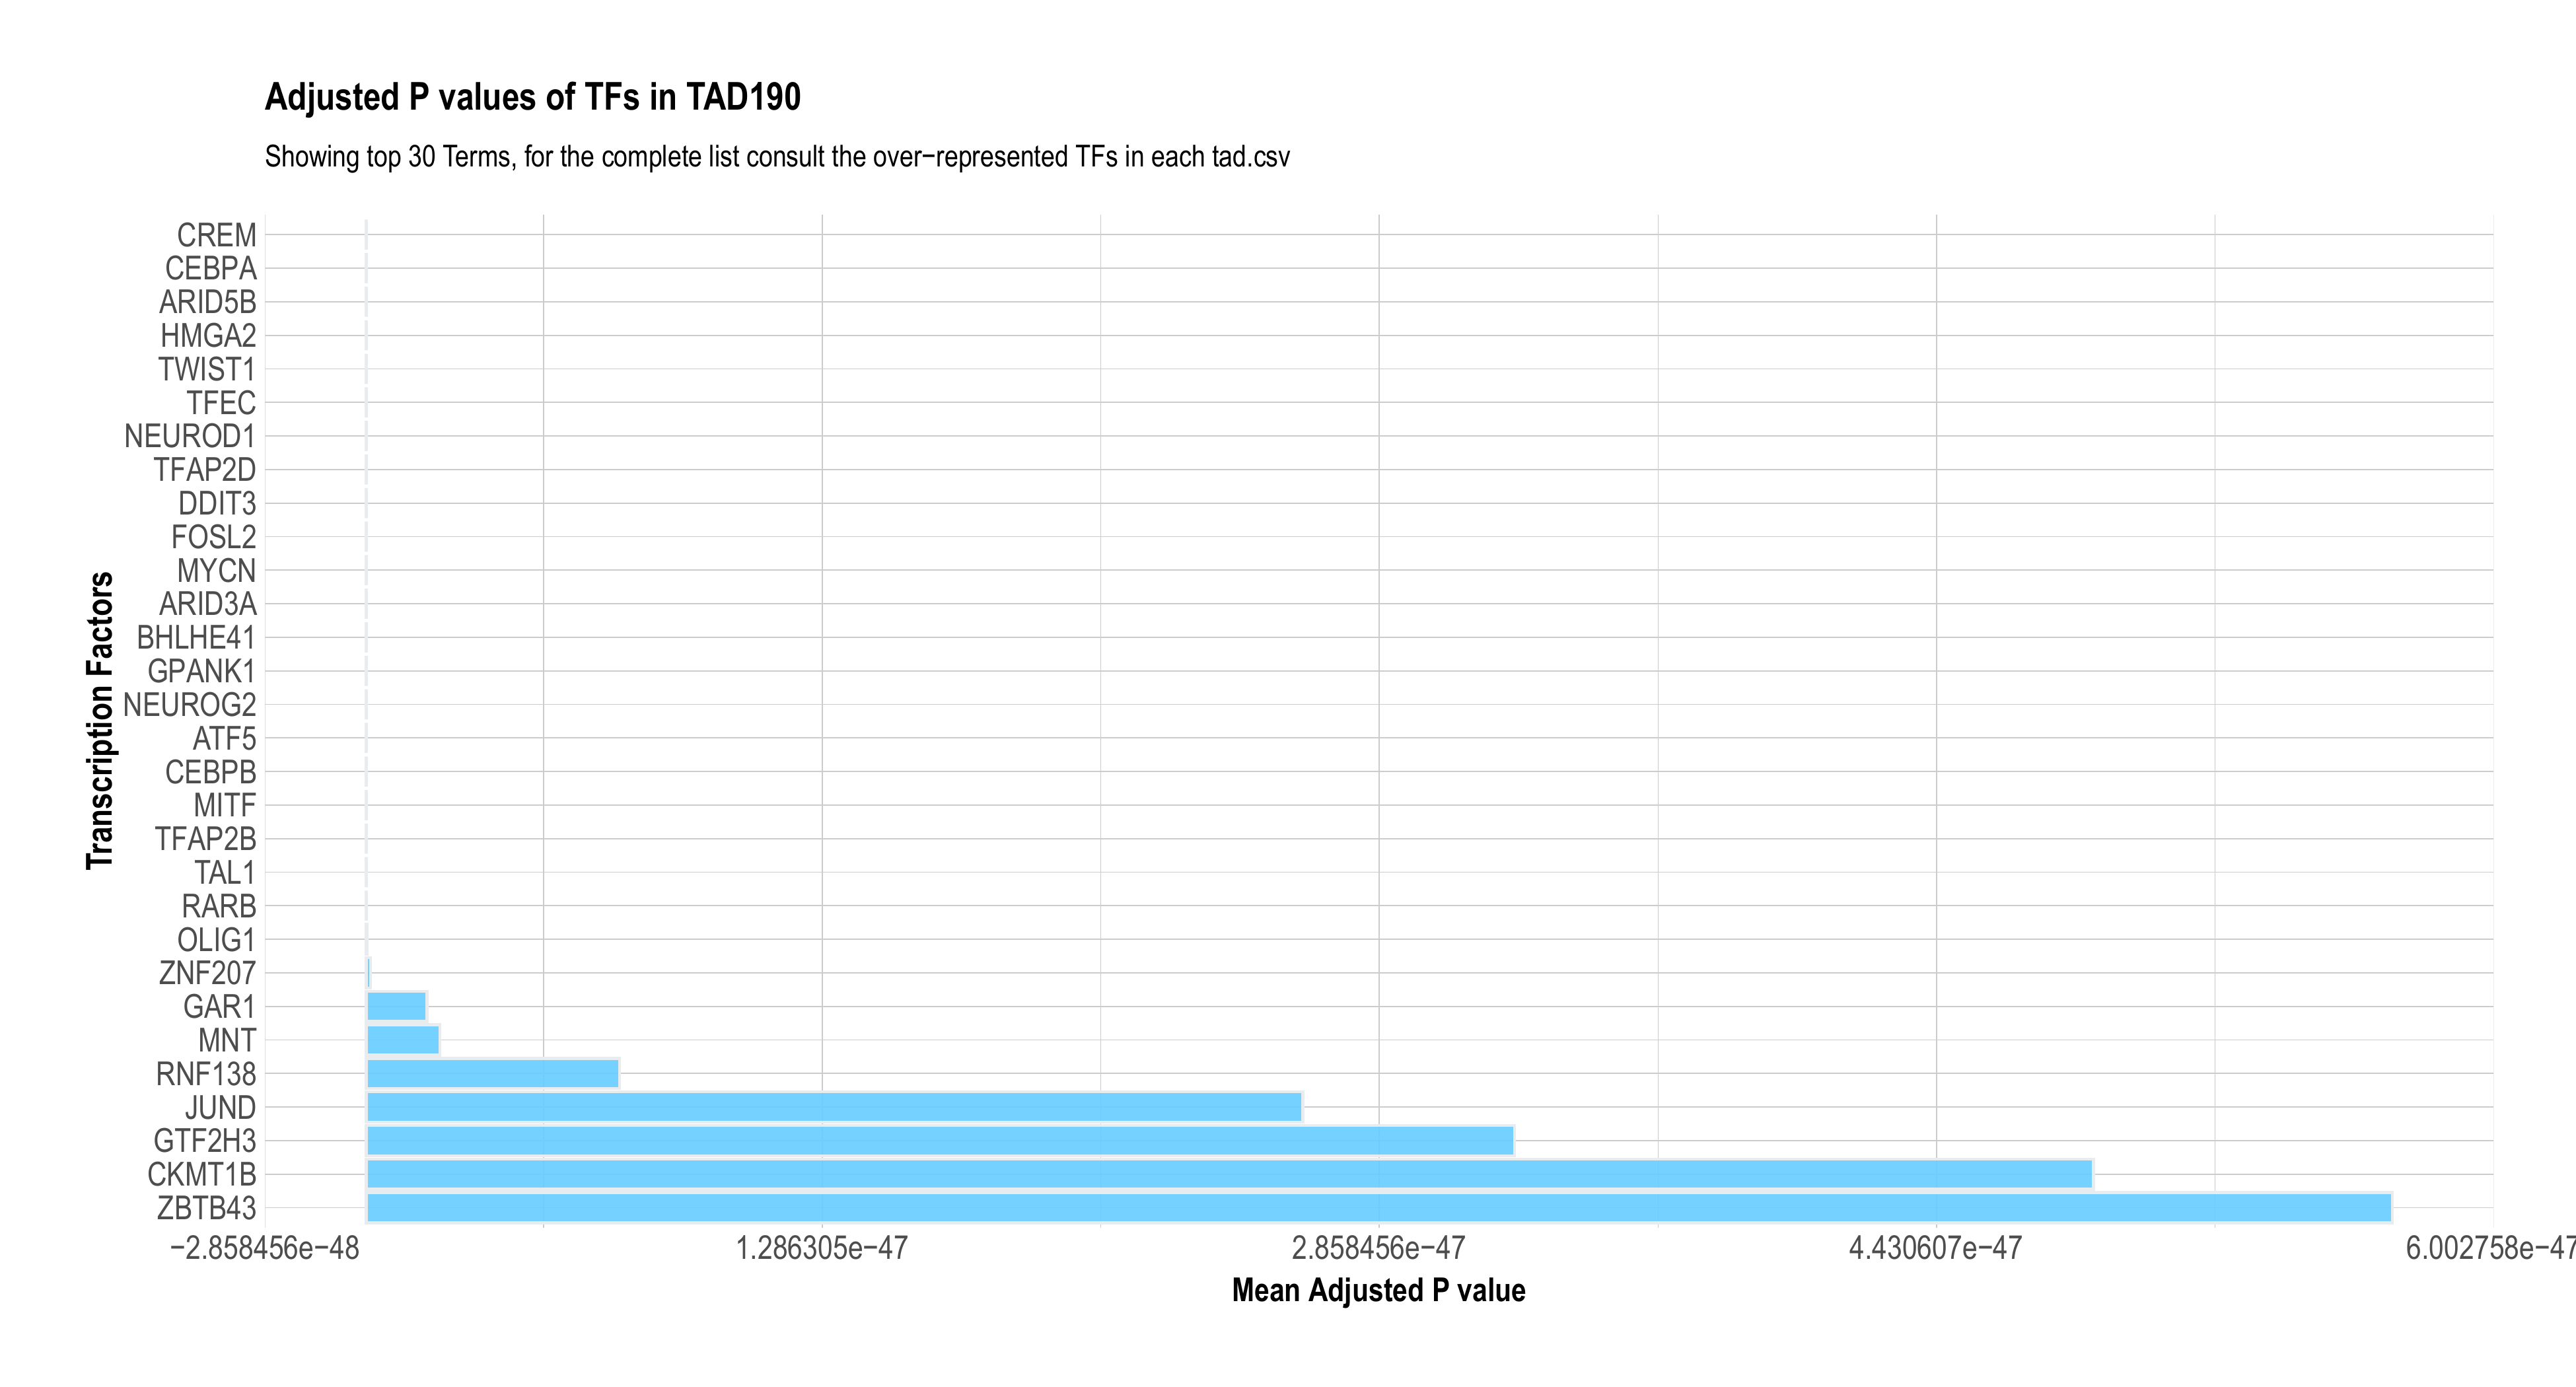 Adjusted P values of TFs in TAD190
Showing top 30 Terms, for the complete list consult the over−represented TFs in each tad.csv
Transcription Factors
CREM
CEBPA
ARID5B
HMGA2
TWIST1
TFEC
NEUROD1
TFAP2D
DDIT3
FOSL2
MYCN
ARID3A
BHLHE41
GPANK1
NEUROG2
ATF5
CEBPB
MITF
TFAP2B
TAL1
RARB
OLIG1
ZNF207
GAR1
MNT
RNF138
JUND
GTF2H3
CKMT1B
ZBTB43
−2.858456e−48 1.286305e−47 2.858456e−47 4.430607e−47 6.002758e−47
Mean Adjusted P value